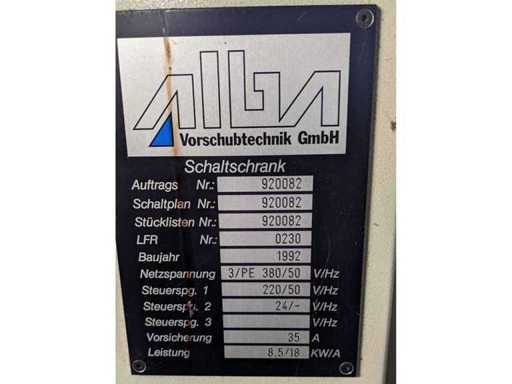 Alba
Vorschubtechnik GmbH
Schaltschrank
Auftrags Nr.: 920082
Schaltplan Nr.: 920082
Stücklisten Nr.: 920082
LFR Nr.: 0230
Baujahr 1992
Netzspannung 3/PE 380/50 V/Hz
Steuerspg. 1 220/50 V/Hz
Steuerspg. 2 24/- V/Hz
Steuerspg. 3 V/Hz
Vorsicherung 35 A
Leistung 8,5/18 KW/A